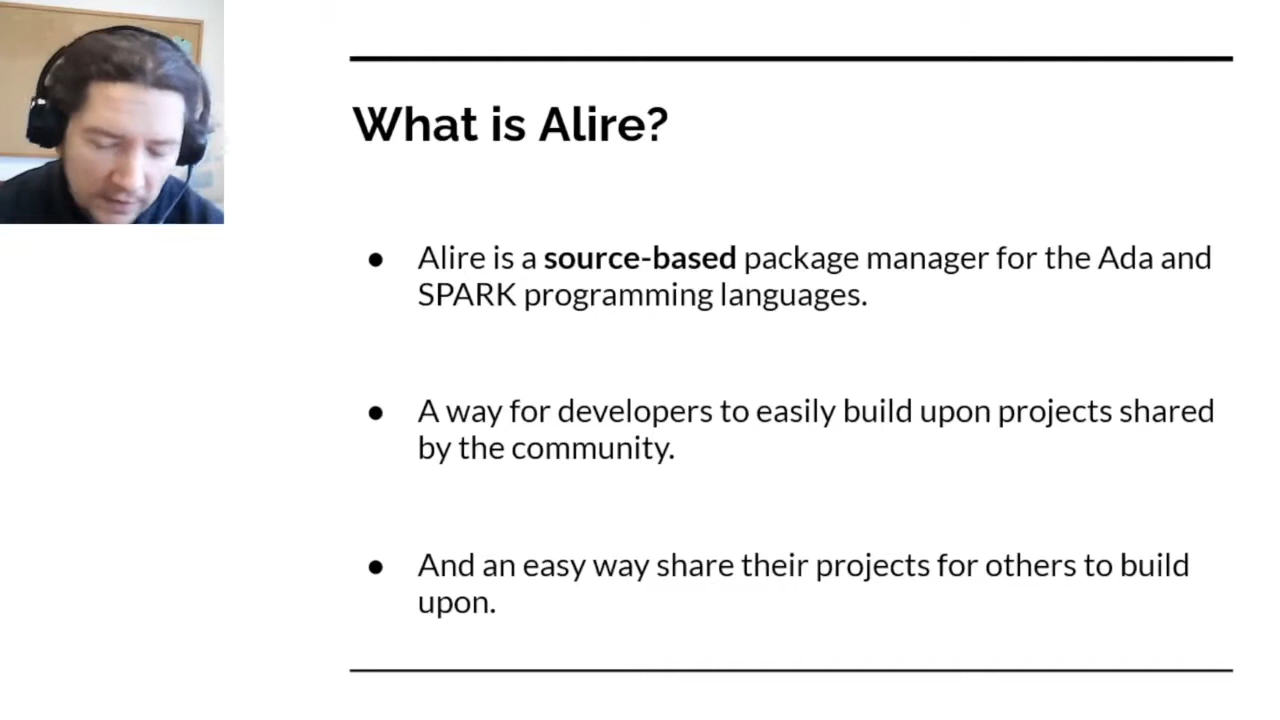 What is Alire?
● Alire is a source-based package manager for the Ada and
SPARK programming languages.
● A way for developers to easily build upon projects shared
by the community.
● And an easy way share their projects for others to build
upon.